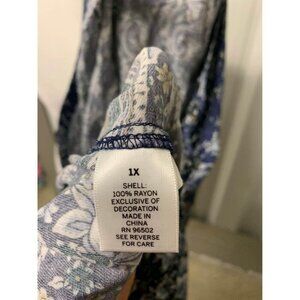 1X
SHELL:
100% RAYON
EXCLUSIVE OF
DECORATION
MADE IN
CHINA
RN 96502
SEE REVERSE
FOR CARE